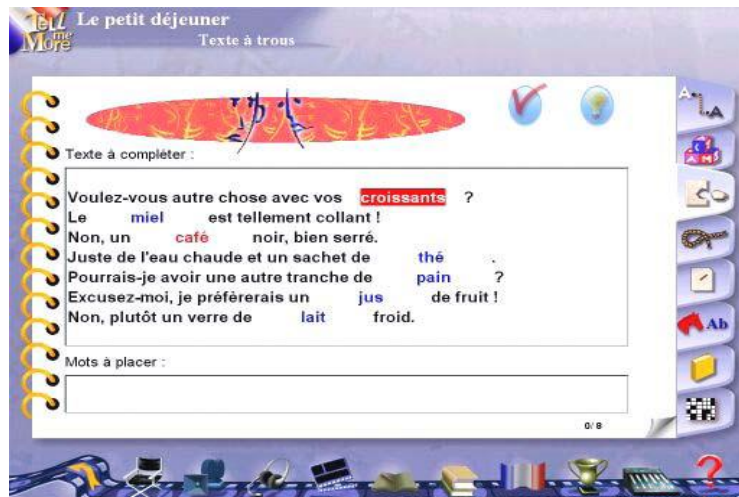 Tell me More
Le petit déjeuner
Texte à trous
Texte à compléter :
Voulez-vous autre chose avec vos croissants ?
Le miel est tellement collant !
Non, un café noir, bien serré.
Juste de l'eau chaude et un sachet de thé .
Pourrais-je avoir une autre tranche de pain ?
Excusez-moi, je préférerais un jus de fruit !
Non, plutôt un verre de lait froid.
Mots à placer :
0/ 8
A
A
Ab
?